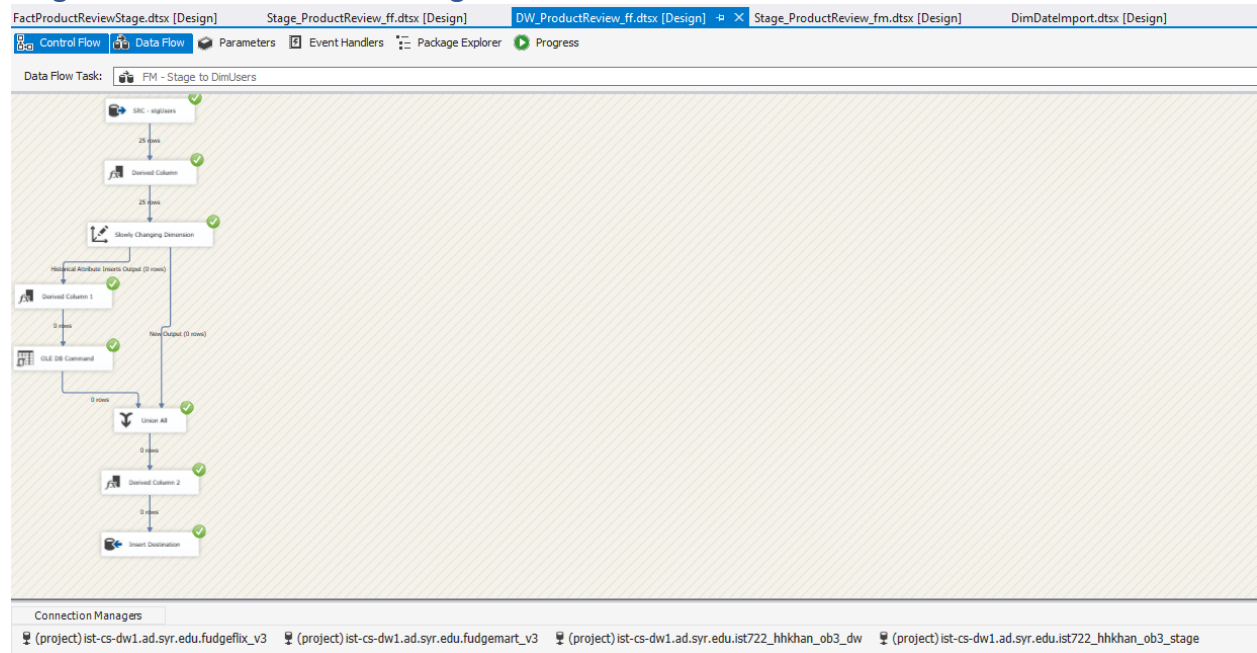 FactProductReviewStage.dtsx [Design] Stage_ProductReview_ff.dtsx [Design] DW_ProductReview_ff.dtsx [Design] Stage_ProductReview_fm.dtsx [Design] DimDateImport.dtsx [Design]
Control Flow Data Flow Parameters Event Handlers Package Explorer Progress
Data Flow Task: FM - Stage to DimUsers
SRC - stgUsers
25 rows
Derived Column
25 rows
Slowly Changing Dimension
Historical Attribute Inserts Output (0 rows)
Derived Column 1
0 rows
New Output (0 rows)
OLE DB Command
0 rows
Union All
0 rows
Derived Column 2
0 rows
Insert Destination
Connection Managers
(project) ist-cs-dw1.ad.syr.edu.fudgeflix_v3 (project) ist-cs-dw1.ad.syr.edu.fudgemart_v3 (project) ist-cs-dw1.ad.syr.edu.ist722_hhkhan_ob3_dw (project) ist-cs-dw1.ad.syr.edu.ist722_hhkhan_ob3_stage